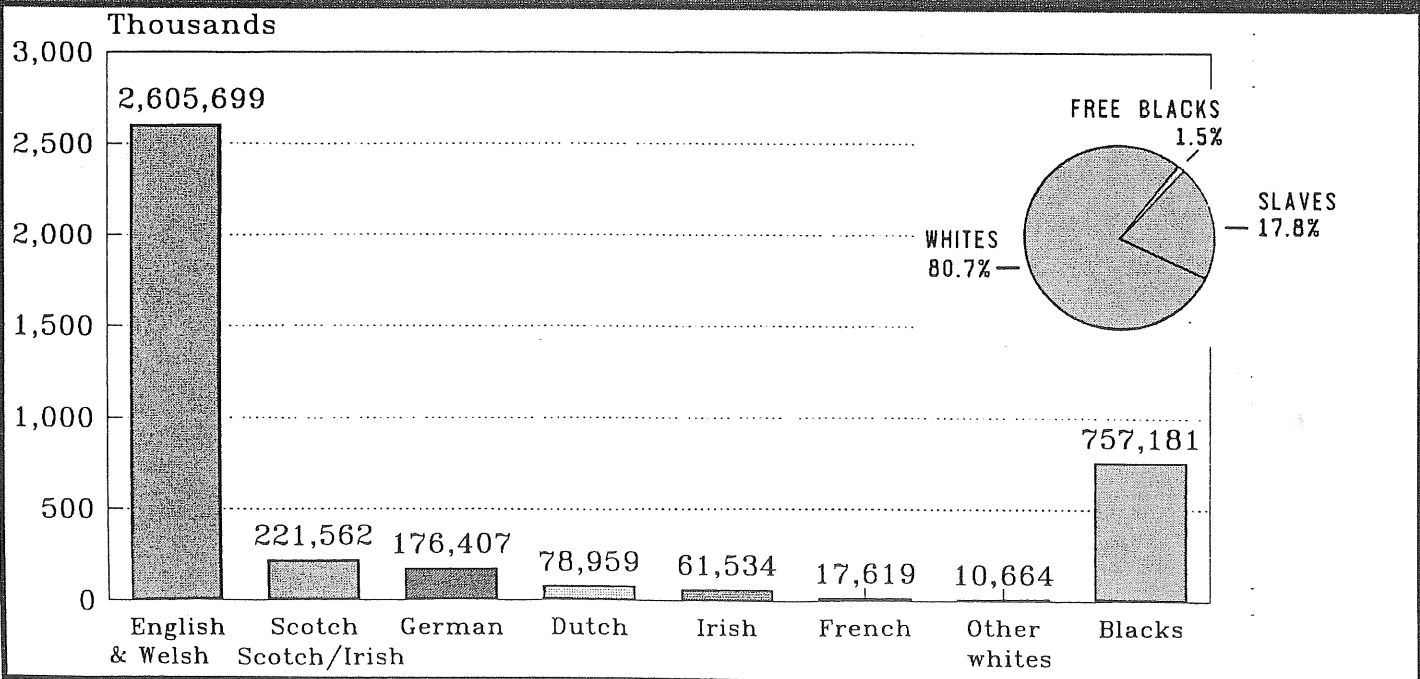 Thousands
3,000
2,500
2,000
1,500
1,000
500
0
2,605,699
221,562
176,407
78,959
61,534
17,619
10,664
757,181
English
& Welsh
Scotch
Scotch/Irish
German
Dutch
Irish
French
Other
whites
Blacks
FREE BLACKS
1.5%
SLAVES
17.8%
WHITES
80.7%